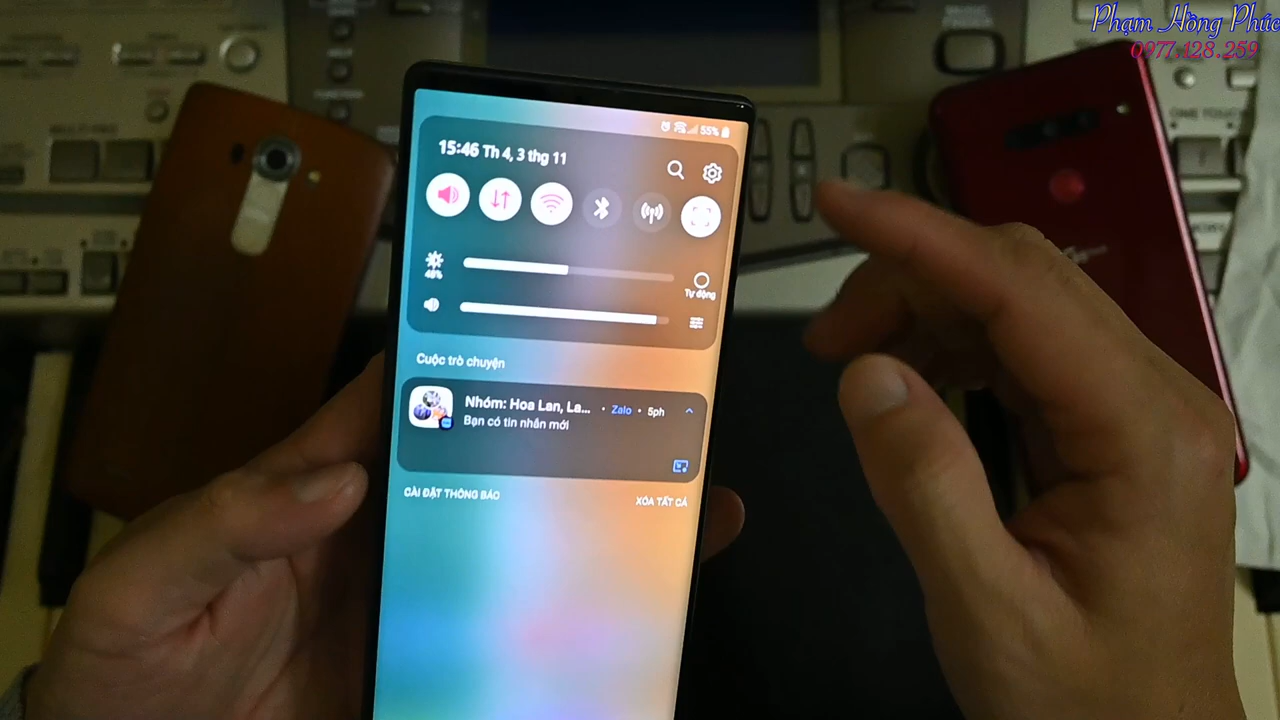 Phạm Hồng Phúc
0977.128.259
55%
15:46 Th 4, 3 thg 11
48%
Tự động
Cuộc trò chuyện
Nhóm: Hoa Lan, La... • Zalo • 5ph
Bạn có tin nhắn mới
CÀI ĐẶT THÔNG BÁO
XÓA TẤT CẢ